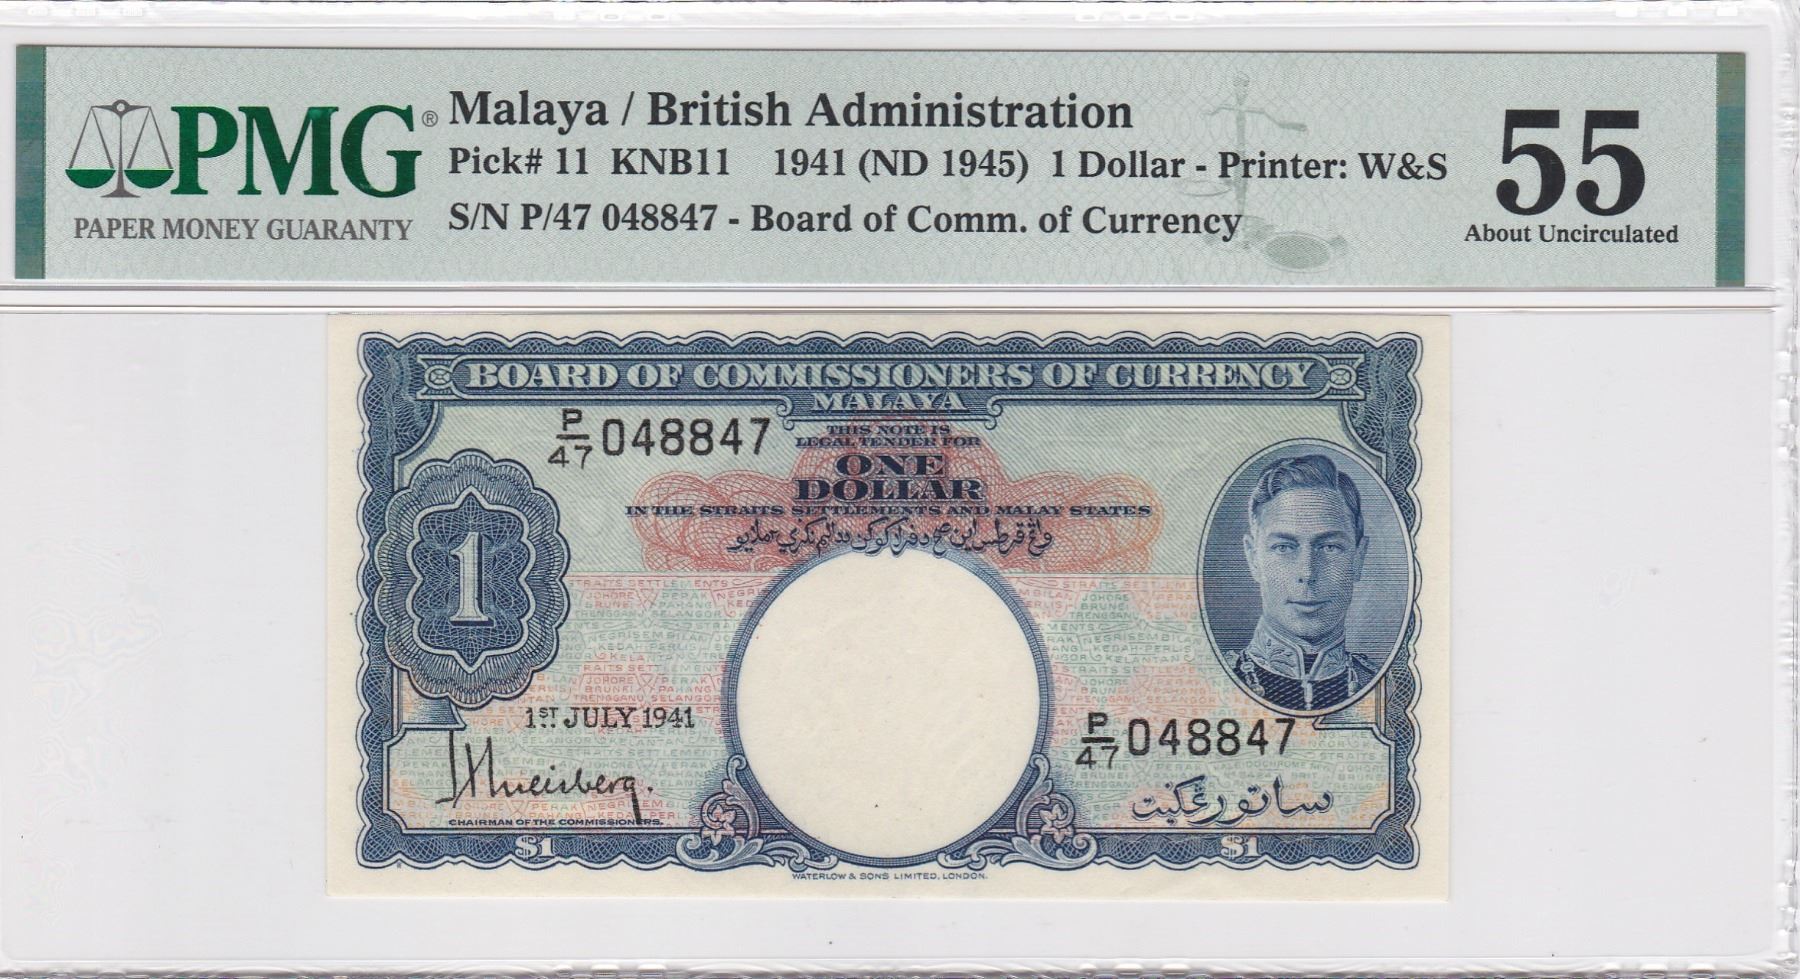 PMG®
PAPER MONEY GUARANTY
Malaya / British Administration
Pick# 11 KNB11 1941 (ND 1945) 1 Dollar - Printer: W&S
S/N P/47 048847 - Board of Comm. of Currency
55
About Uncirculated
BOARD OF COMMISSIONERS OF CURRENCY
MALAYA
P/47 048847
THIS NOTE IS
LEGAL TENDER FOR
ONE
DOLLAR
IN THE STRAITS SETTLEMENTS AND MALAY STATES
1
1ST JULY 1941
P/47 048847
CHAIRMAN OF THE COMMISSIONERS.
ساتو رڠݢيت
$1
$1
WATERLOW & SONS LIMITED, LONDON.